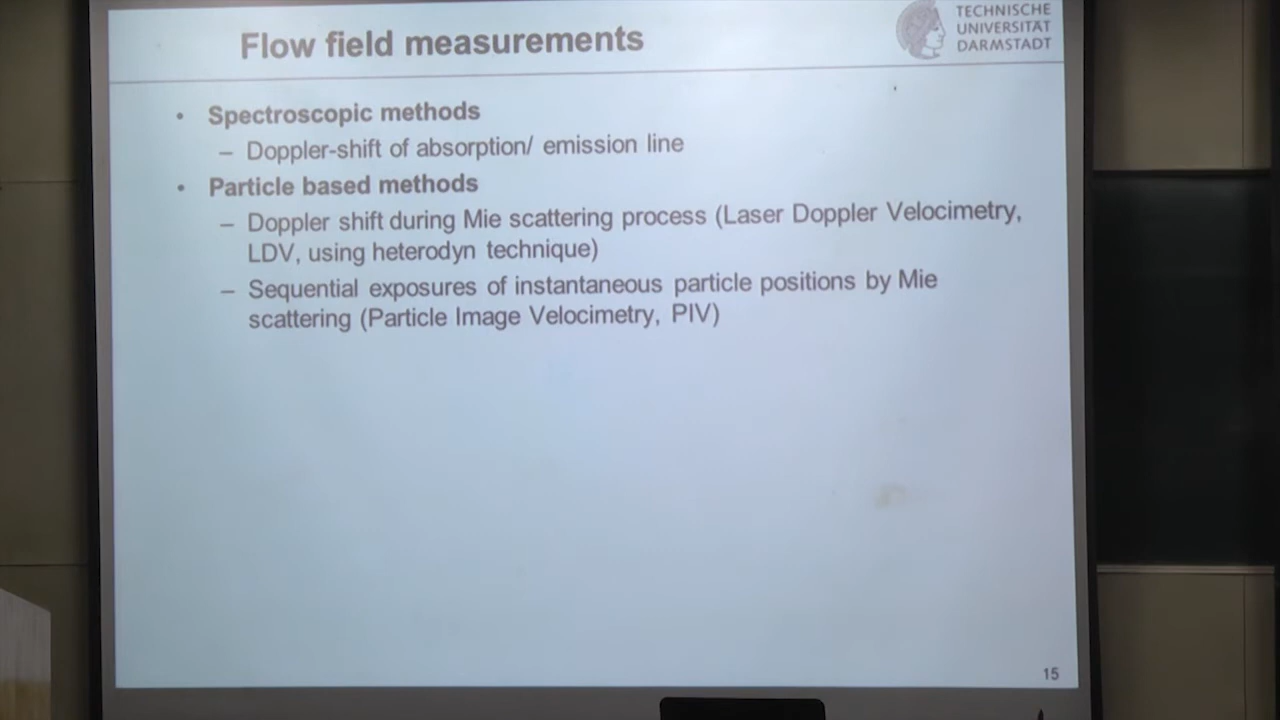 Flow field measurements
TECHNISCHE
UNIVERSITÄT
DARMSTADT
• Spectroscopic methods
– Doppler-shift of absorption/ emission line
• Particle based methods
– Doppler shift during Mie scattering process (Laser Doppler Velocimetry,
LDV, using heterodyn technique)
– Sequential exposures of instantaneous particle positions by Mie
scattering (Particle Image Velocimetry, PIV)
15